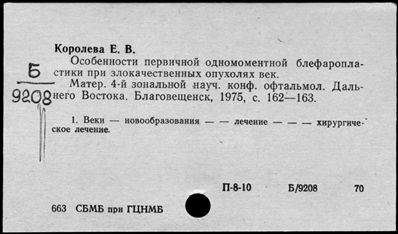 Королева Е. В.
Особенности первичной одномоментной блефаропла-
стики при злокачественных опухолях век.
Матер. 4-й зональной науч. конф. офтальмол. Даль-
него Востока. Благовещенск, 1975, с. 162—163.
Б
9208
1. Веки — новообразования — — лечение — — — хирургиче-
ское лечение.
П-8-10 Б/9208 70
663 СБМБ при ГЦНМБ